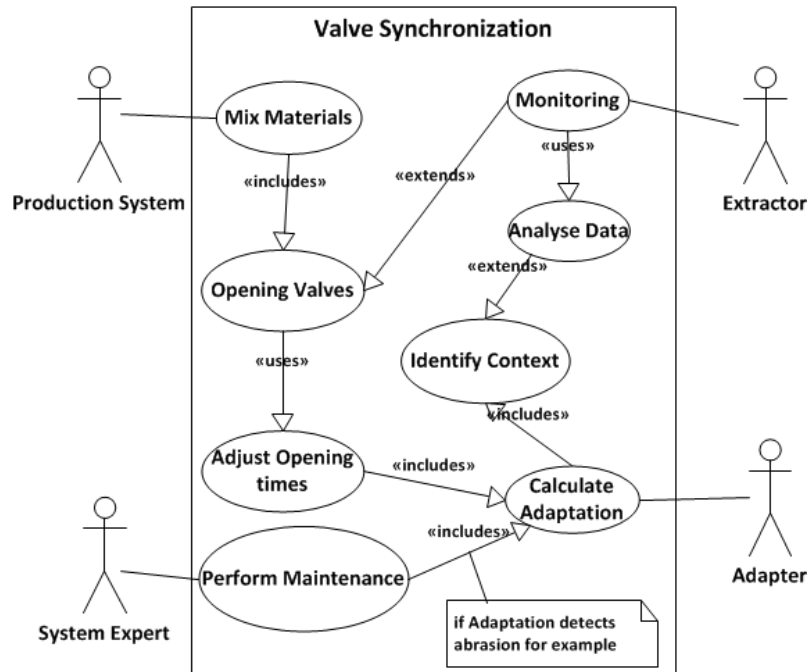 Valve Synchronization
Mix Materials
Monitoring
«uses»
«includes»
«extends»
Production System
Extractor
Analyse Data
«extends»
Opening Valves
«uses»
Identify Context
«includes»
Adjust Opening
times
«includes»
Calculate
Adaptation
«includes»
Perform Maintenance
Adapter
System Expert
if Adaptation detects
abrasion for example